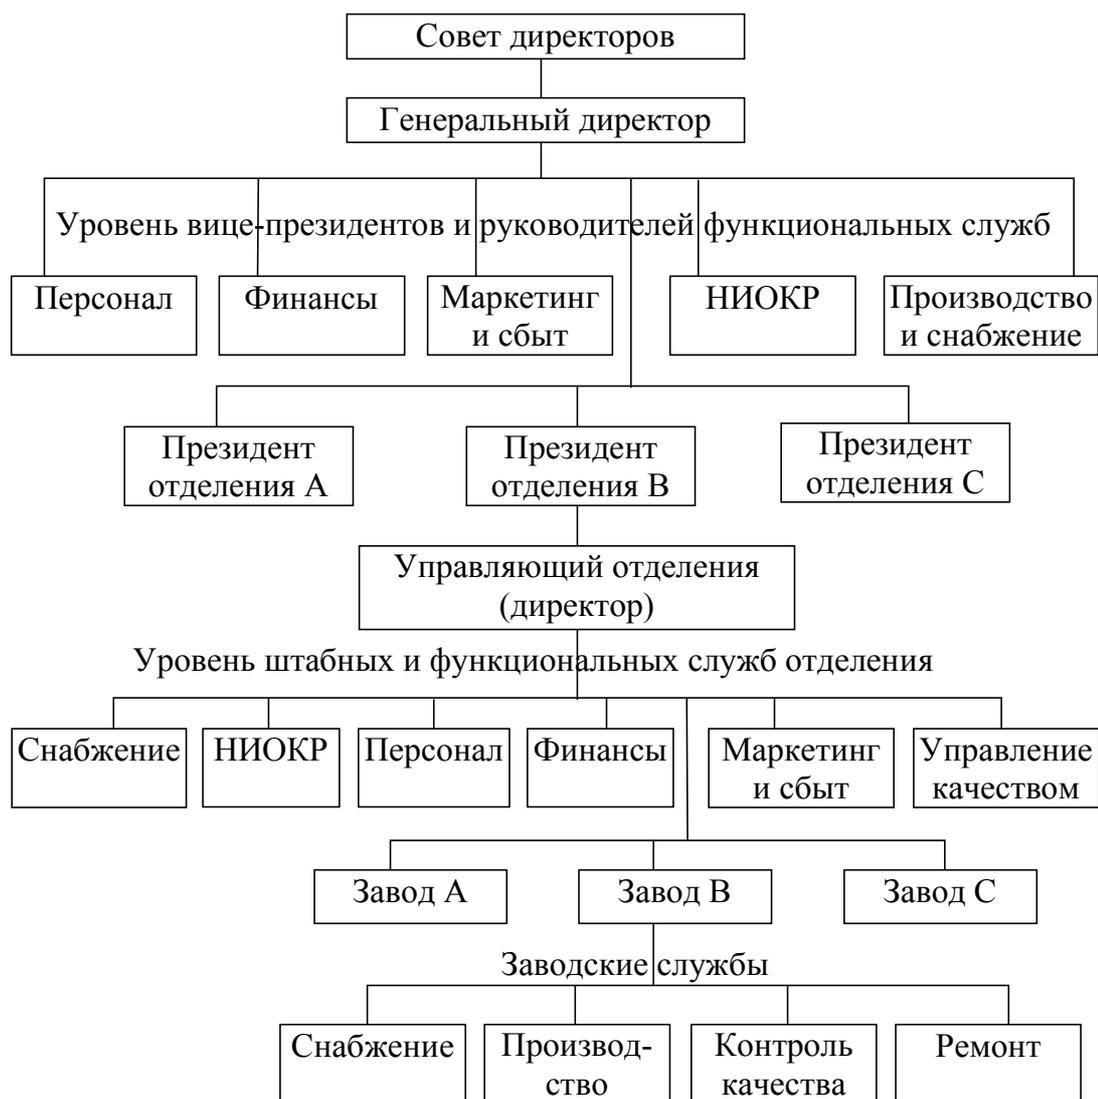 Совет директоров
Генеральный директор
Уровень вице-президентов и руководителей функциональных служб
Персонал
Финансы
Маркетинг
и сбыт
НИОКР
Производство
и снабжение
Президент
отделения А
Президент
отделения В
Президент
отделения С
Управляющий отделения
(директор)
Уровень штабных и функциональных служб отделения
Снабжение
НИОКР
Персонал
Финансы
Маркетинг
и сбыт
Управление
качеством
Завод А
Завод В
Завод С
Заводские службы
Снабжение
Производ-
ство
Контроль
качества
Ремонт